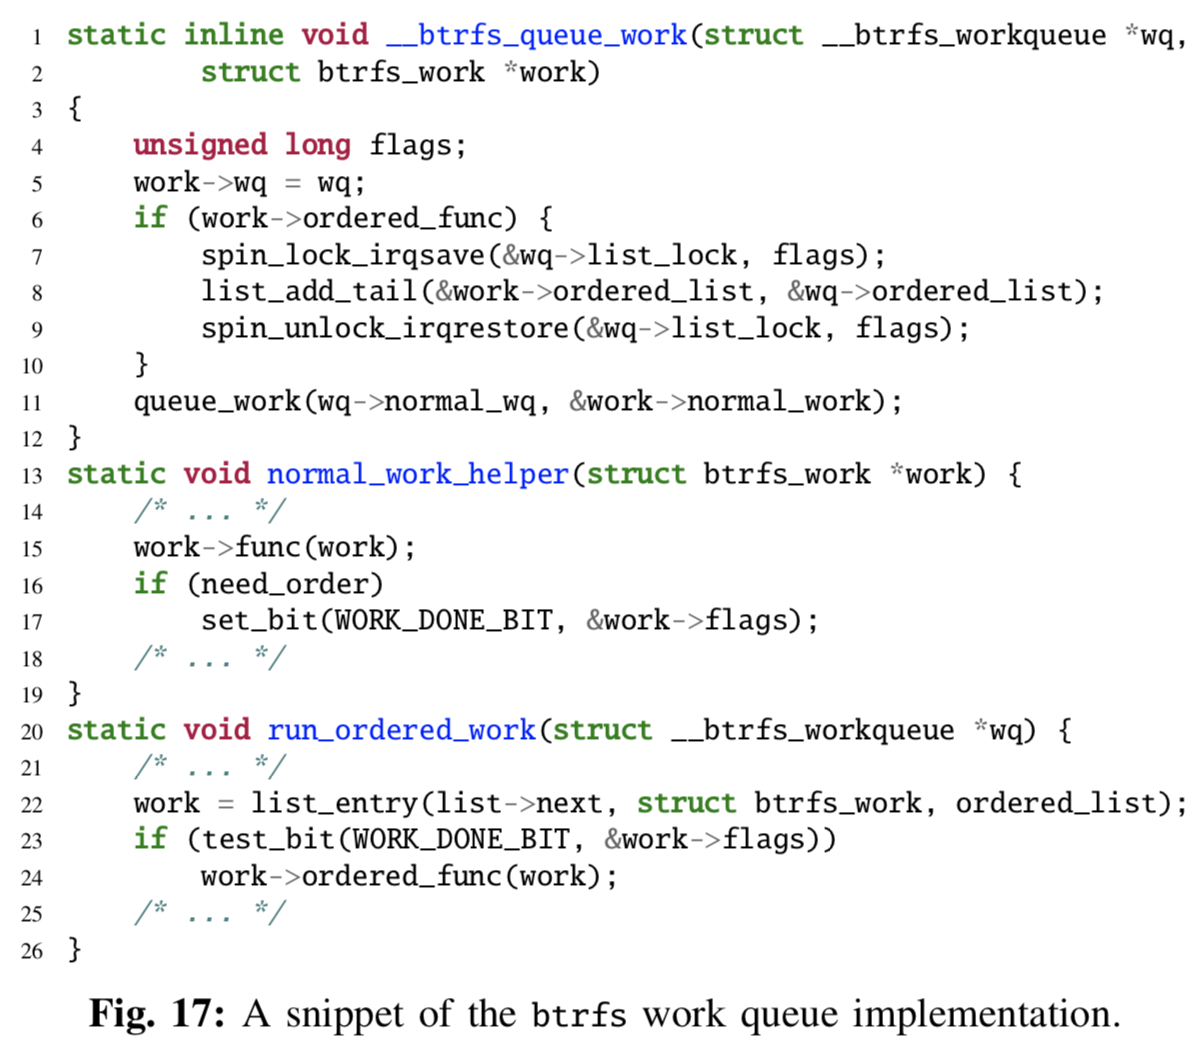 1 static inline void __btrfs_queue_work(struct __btrfs_workqueue *wq,
2         struct btrfs_work *work)
3 {
4     unsigned long flags;
5     work->wq = wq;
6     if (work->ordered_func) {
7         spin_lock_irqsave(&wq->list_lock, flags);
8         list_add_tail(&work->ordered_list, &wq->ordered_list);
9         spin_unlock_irqrestore(&wq->list_lock, flags);
10     }
11     queue_work(wq->normal_wq, &work->normal_work);
12 }
13 static void normal_work_helper(struct btrfs_work *work) {
14     /* ... */
15     work->func(work);
16     if (need_order)
17         set_bit(WORK_DONE_BIT, &work->flags);
18     /* ... */
19 }
20 static void run_ordered_work(struct __btrfs_workqueue *wq) {
21     /* ... */
22     work = list_entry(list->next, struct btrfs_work, ordered_list);
23     if (test_bit(WORK_DONE_BIT, &work->flags))
24         work->ordered_func(work);
25     /* ... */
26 }
Fig. 17: A snippet of the btrfs work queue implementation.